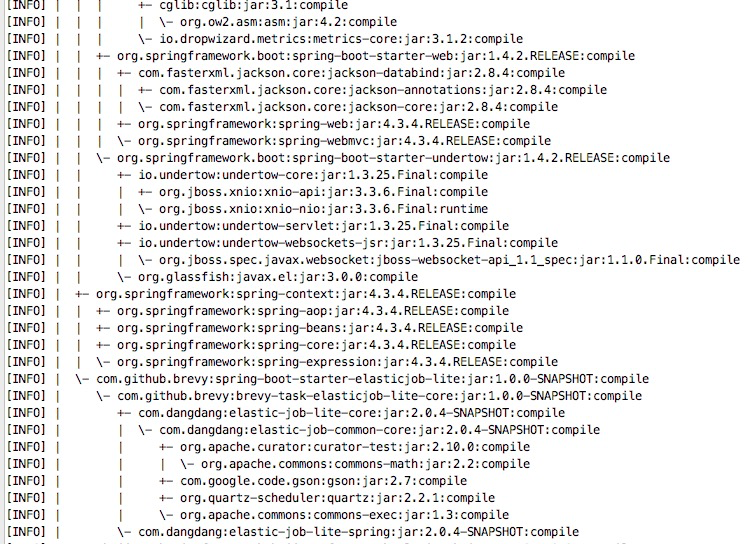 [INFO] |  |  |     +- cglib:cglib:jar:3.1:compile
[INFO] |  |  |     |  \- org.ow2.asm:asm:jar:4.2:compile
[INFO] |  |  |     \- io.dropwizard.metrics:metrics-core:jar:3.1.2:compile
[INFO] |  |  +- org.springframework.boot:spring-boot-starter-web:jar:1.4.2.RELEASE:compile
[INFO] |  |  |  +- com.fasterxml.jackson.core:jackson-databind:jar:2.8.4:compile
[INFO] |  |  |  |  +- com.fasterxml.jackson.core:jackson-annotations:jar:2.8.4:compile
[INFO] |  |  |  |  \- com.fasterxml.jackson.core:jackson-core:jar:2.8.4:compile
[INFO] |  |  |  +- org.springframework:spring-web:jar:4.3.4.RELEASE:compile
[INFO] |  |  |  \- org.springframework:spring-webmvc:jar:4.3.4.RELEASE:compile
[INFO] |  |  \- org.springframework.boot:spring-boot-starter-undertow:jar:1.4.2.RELEASE:compile
[INFO] |  |     +- io.undertow:undertow-core:jar:1.3.25.Final:compile
[INFO] |  |     |  +- org.jboss.xnio:xnio-api:jar:3.3.6.Final:compile
[INFO] |  |     |  \- org.jboss.xnio:xnio-nio:jar:3.3.6.Final:runtime
[INFO] |  |     +- io.undertow:undertow-servlet:jar:1.3.25.Final:compile
[INFO] |  |     +- io.undertow:undertow-websockets-jsr:jar:1.3.25.Final:compile
[INFO] |  |     |  \- org.jboss.spec.javax.websocket:jboss-websocket-api_1.1_spec:jar:1.1.0.Final:compile
[INFO] |  |     \- org.glassfish:javax.el:jar:3.0.0:compile
[INFO] |  +- org.springframework:spring-context:jar:4.3.4.RELEASE:compile
[INFO] |  |  +- org.springframework:spring-aop:jar:4.3.4.RELEASE:compile
[INFO] |  |  +- org.springframework:spring-beans:jar:4.3.4.RELEASE:compile
[INFO] |  |  +- org.springframework:spring-core:jar:4.3.4.RELEASE:compile
[INFO] |  |  \- org.springframework:spring-expression:jar:4.3.4.RELEASE:compile
[INFO] |  \- com.github.brevy:spring-boot-starter-elasticjob-lite:jar:1.0.0-SNAPSHOT:compile
[INFO] |     \- com.github.brevy:brevy-task-elasticjob-lite-core:jar:1.0.0-SNAPSHOT:compile
[INFO] |        +- com.dangdang:elastic-job-lite-core:jar:2.0.4-SNAPSHOT:compile
[INFO] |        |  \- com.dangdang:elastic-job-common-core:jar:2.0.4-SNAPSHOT:compile
[INFO] |        |     +- org.apache.curator:curator-test:jar:2.10.0:compile
[INFO] |        |     |  \- org.apache.commons:commons-math:jar:2.2:compile
[INFO] |        |     +- com.google.code.gson:gson:jar:2.7:compile
[INFO] |        |     +- org.quartz-scheduler:quartz:jar:2.2.1:compile
[INFO] |        |     \- org.apache.commons:commons-exec:jar:1.3:compile
[INFO] |        \- com.dangdang:elastic-job-lite-spring:jar:2.0.4-SNAPSHOT:compile